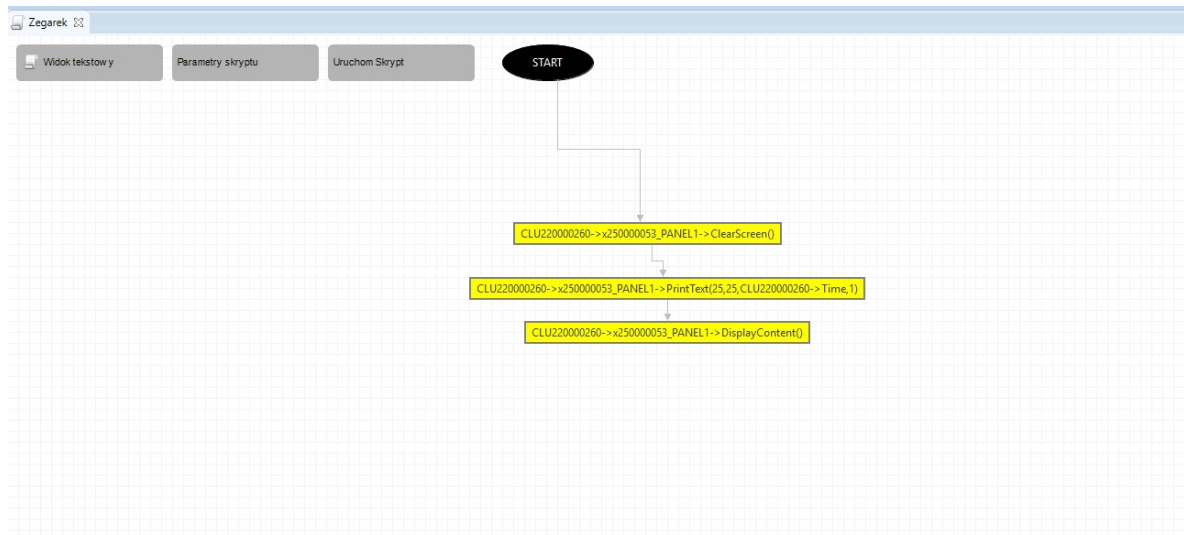 Zegarek
Widok tekstowy
Parametry skryptu
Uruchom Skrypt
START
CLU220000260->x250000053_PANEL1->ClearScreen()
CLU220000260->x250000053_PANEL1->PrintText(25,25,CLU220000260->Time,1)
CLU220000260->x250000053_PANEL1->DisplayContent()